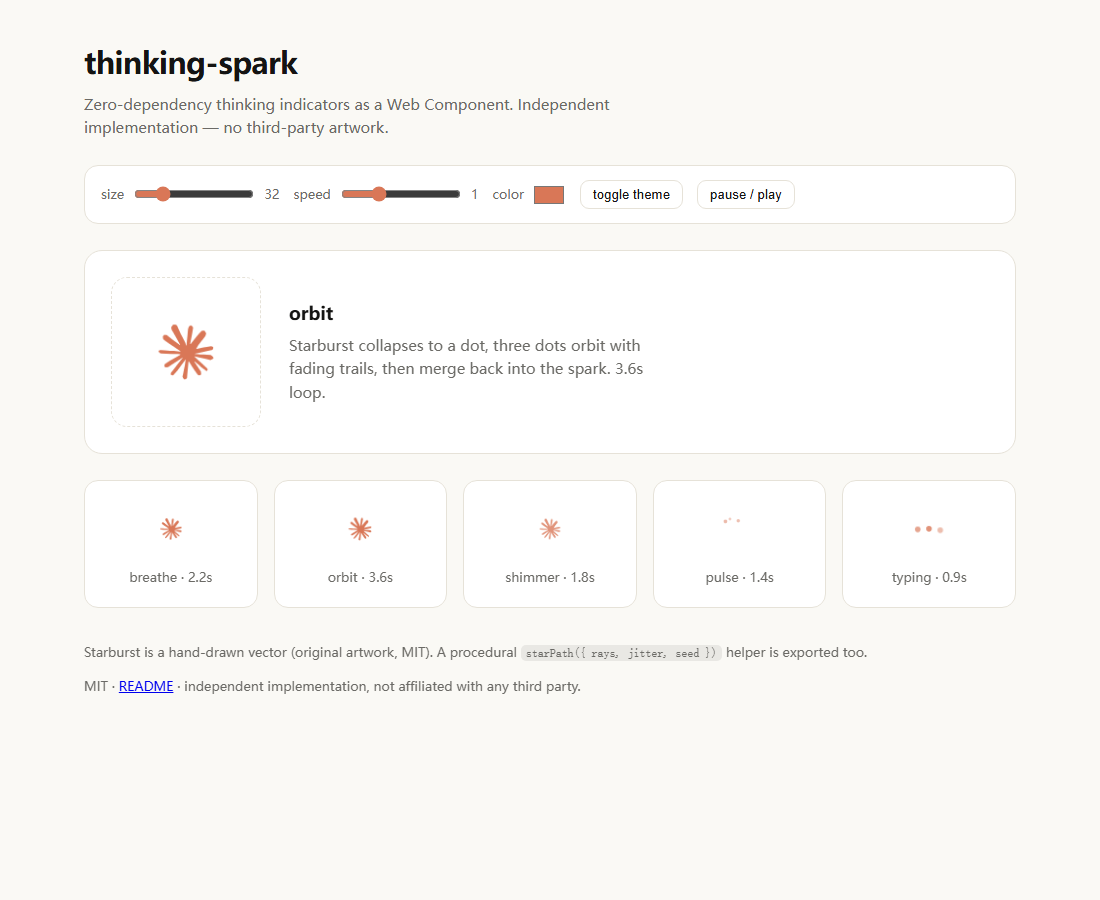 thinking-spark
Zero-dependency thinking indicators as a Web Component. Independent
implementation — no third-party artwork.
size 32 speed 1 color toggle theme pause / play
orbit
Starburst collapses to a dot, three dots orbit with
fading trails, then merge back into the spark. 3.6s
loop.
breathe · 2.2s orbit · 3.6s shimmer · 1.8s pulse · 1.4s typing · 0.9s
Starburst is a hand-drawn vector (original artwork, MIT). A procedural starPath({ rays, jitter, seed }) helper is exported too.
MIT · README · independent implementation, not affiliated with any third party.